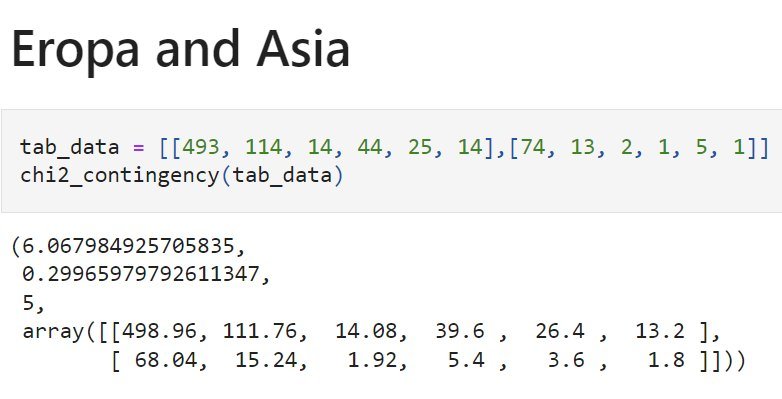 Eropa and Asia
tab_data = [[493, 114, 14, 44, 25, 14],[74, 13, 2, 1, 5, 1]]
chi2_contingency(tab_data)
(6.067984925705835,
 0.29965979792611347,
 5,
 array([[498.96, 111.76,  14.08,  39.6 ,  26.4 ,  13.2 ],
        [ 68.04,  15.24,   1.92,   5.4 ,   3.6 ,   1.8 ]]))